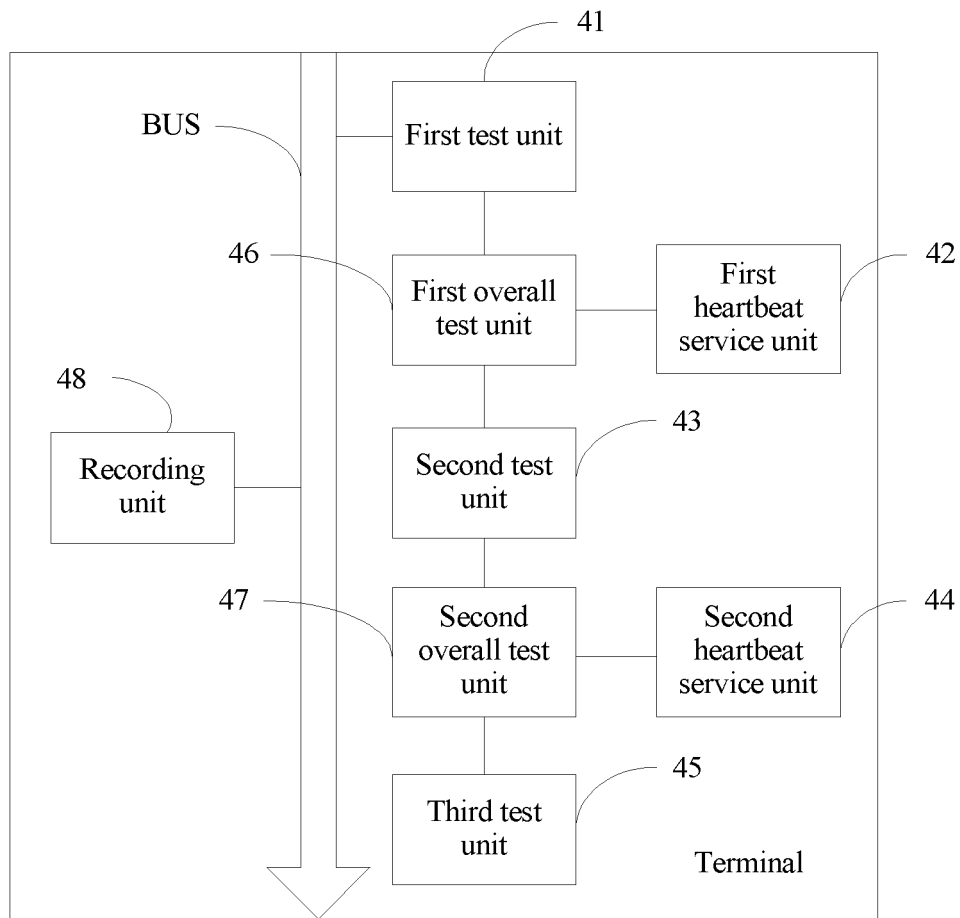 41
BUS
First test unit
46
First overall
test unit
First
heartbeat
service unit
42
48
43
Recording
unit
Second test
unit
47
Second
overall test
unit
Second
heartbeat
service unit
44
45
Third test
unit
Terminal